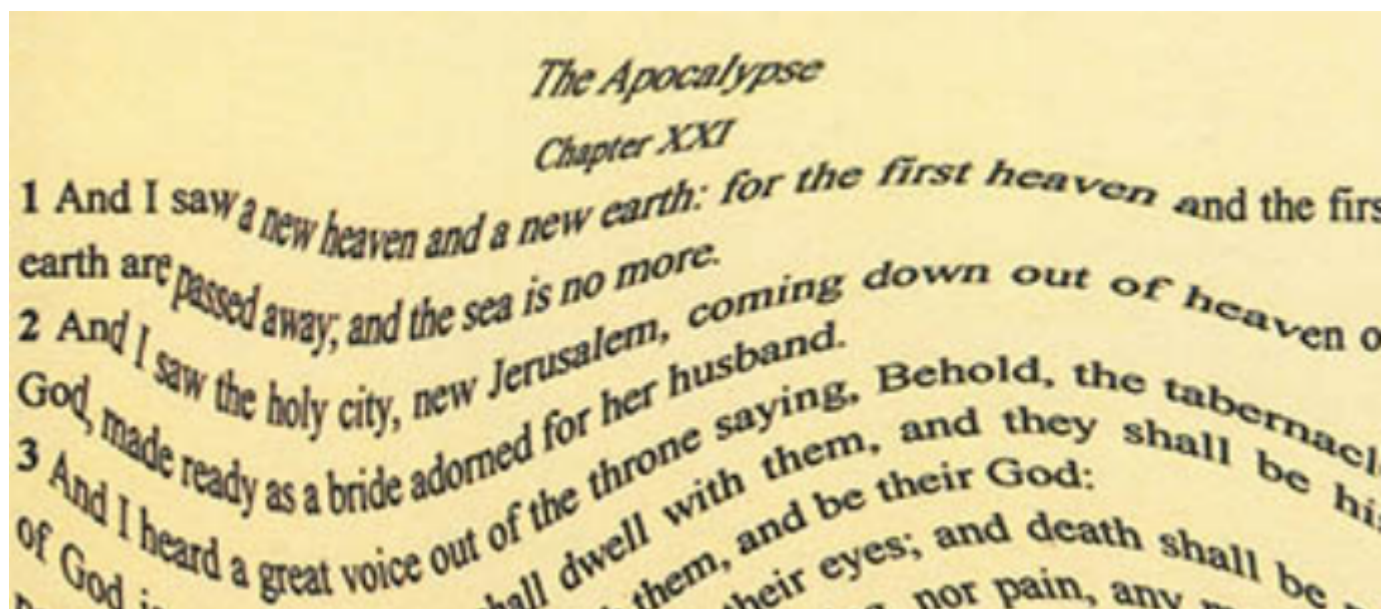 The Apocalypse
Chapter XXI
1 And I saw a new heaven and a new earth: for the first heaven and the firs
earth are passed away; and the sea is no more.
2 And I saw the holy city, new Jerusalem, coming down out of heaven o
God, made ready as a bride adorned for her husband.
3 And I heard a great voice out of the throne saying, Behold, the tabernacl
of God is hall dwell with them, and they shall be his
them, and be their God:
their eyes; and death shall be
nor pain, any